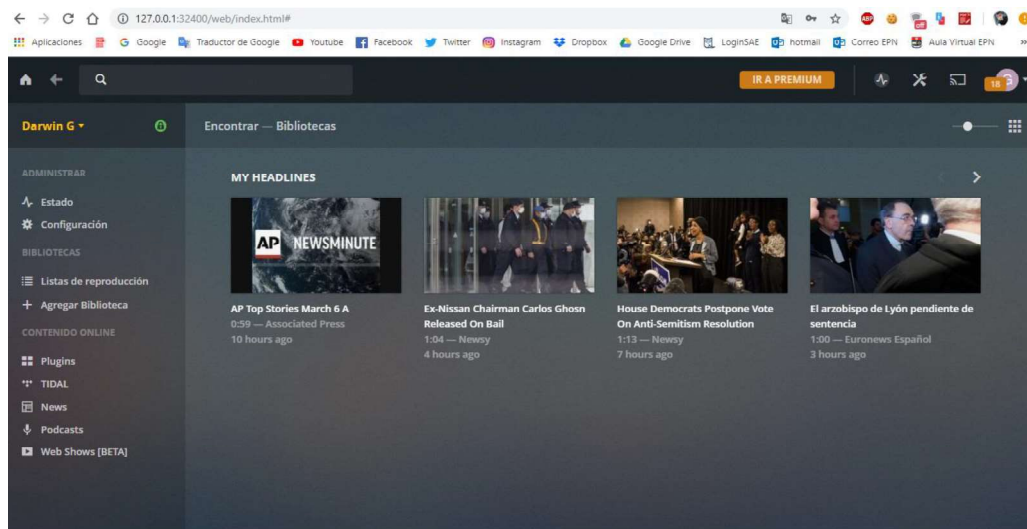 127.0.0.1:32400/web/index.html#
Aplicaciones Google Traductor de Google Youtube Facebook Twitter Instagram Dropbox Google Drive LoginSAE hotmail Correo EPN Aula Virtual EPN »
ABP
off
IR A PREMIUM
18 G
Darwin G
Encontrar — Bibliotecas
ADMINISTRAR
Estado
Configuración
BIBLIOTECAS
Listas de reproducción
+ Agregar Biblioteca
CONTENIDO ONLINE
Plugins
TIDAL
News
Podcasts
Web Shows [BETA]
MY HEADLINES
AP NEWSMINUTE
AP Top Stories March 6 A
0:59 — Associated Press
10 hours ago
Ex-Nissan Chairman Carlos Ghosn
Released On Bail
1:04 — Newsy
4 hours ago
House Democrats Postpone Vote
On Anti-Semitism Resolution
1:13 — Newsy
7 hours ago
El arzobispo de Lyón pendiente de
sentencia
1:00 — Euronews Español
3 hours ago